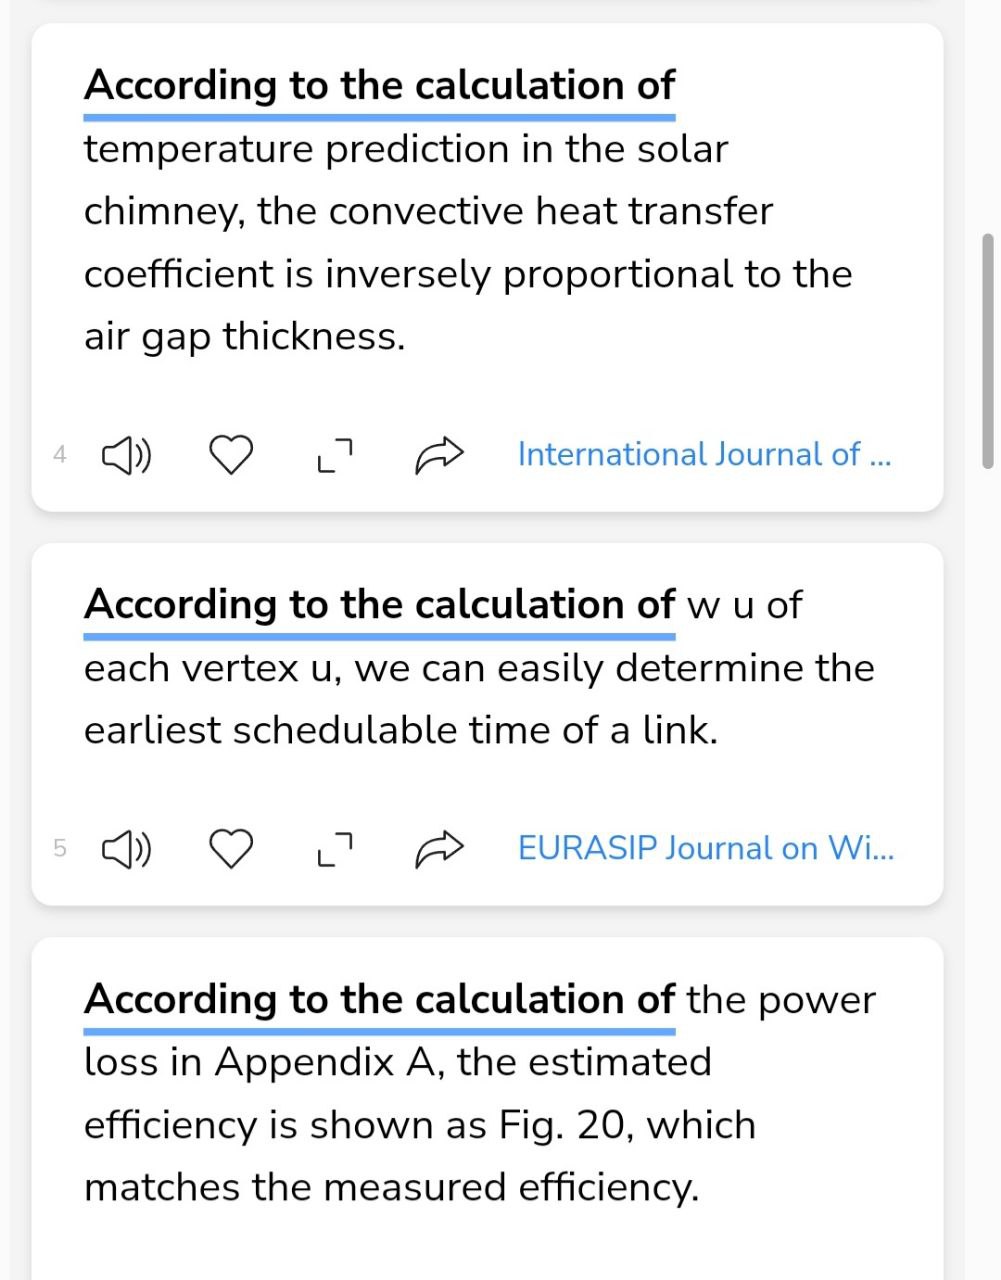 According to the calculation of
temperature prediction in the solar
chimney, the convective heat transfer
coefficient is inversely proportional to the
air gap thickness.
4 International Journal of ...
According to the calculation of w u of
each vertex u, we can easily determine the
earliest schedulable time of a link.
5 EURASIP Journal on Wi...
According to the calculation of the power
loss in Appendix A, the estimated
efficiency is shown as Fig. 20, which
matches the measured efficiency.